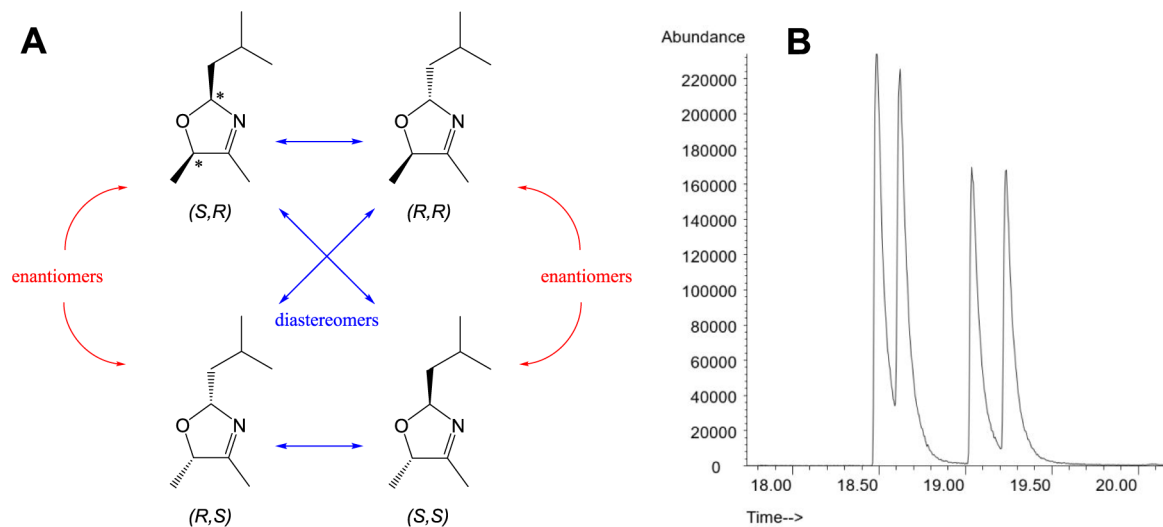 A
O
N
*
*
(S,R)
O
N
(R,R)
enantiomers
enantiomers
diastereomers
O
N
(R,S)
O
N
(S,S)
B
Abundance
220000
200000
180000
160000
140000
120000
100000
80000
60000
40000
20000
0
18.00 18.50 19.00 19.50 20.00
Time-->